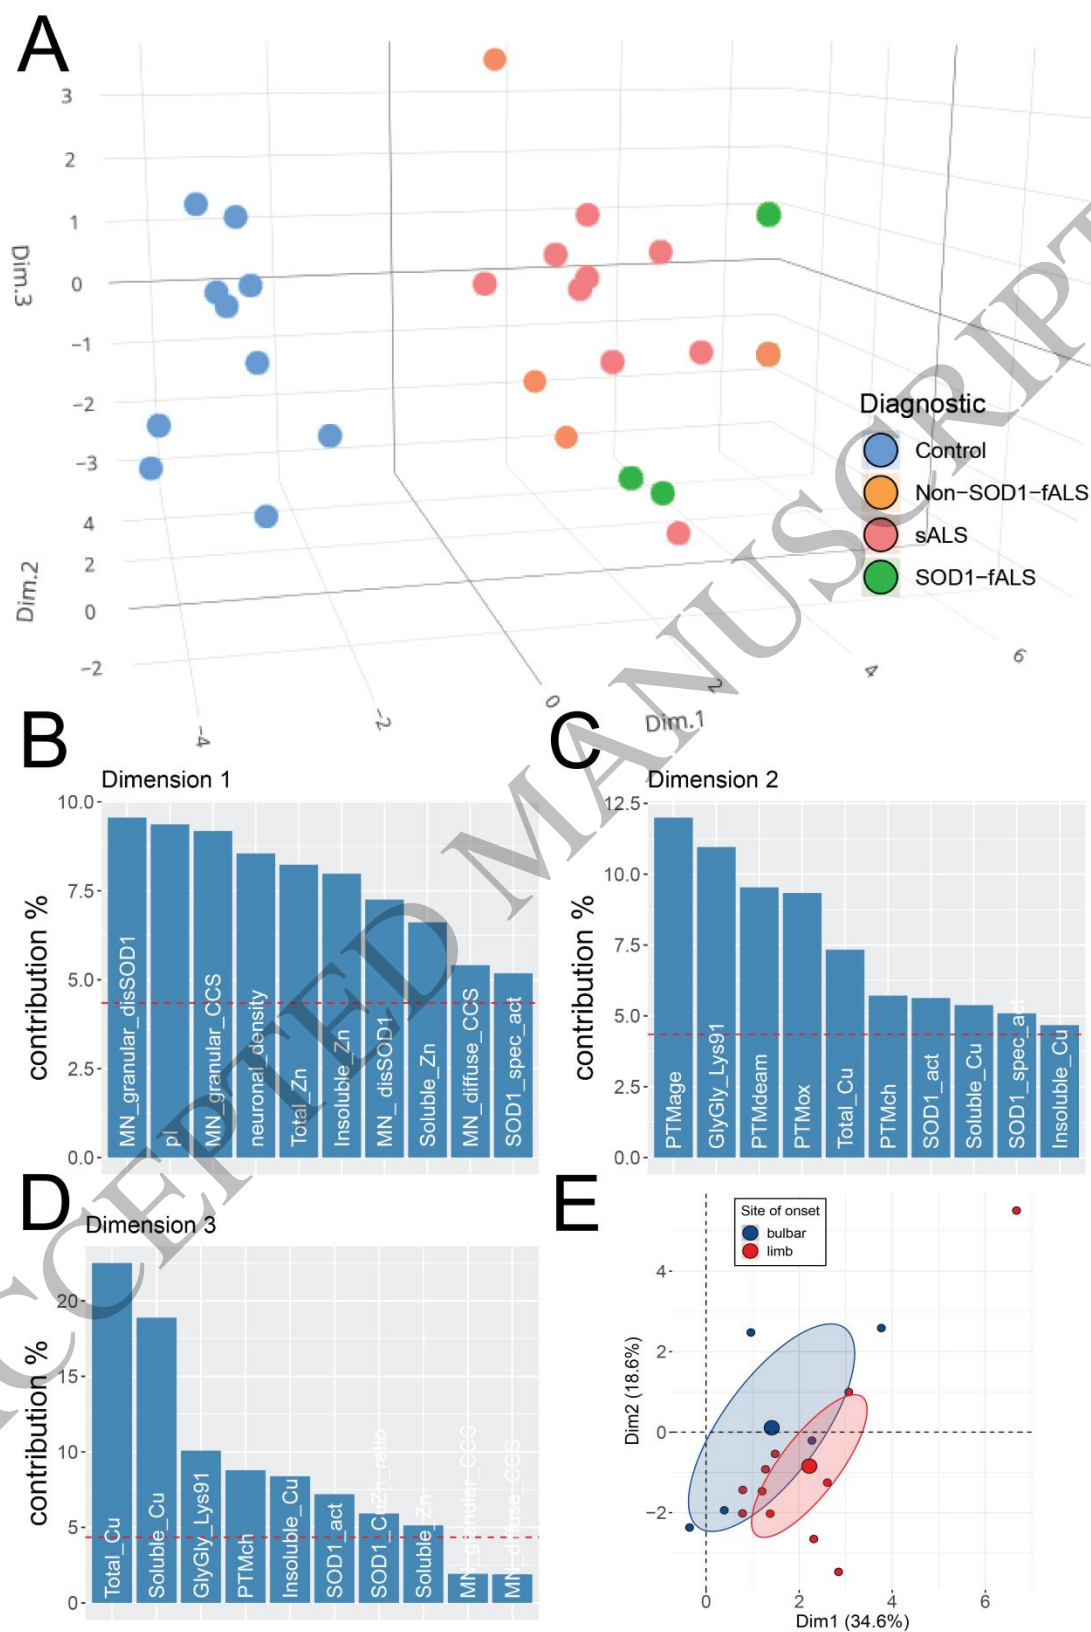 A
3
2
1
0
−1
−2
−3
Dim.3
4
2
0
−2
Dim.2
−4
−2
0
2
4
6
Dim.1
Diagnostic
Control
Non−SOD1−fALS
sALS
SOD1−fALS
ACCEPTED MANUSCRIPT
B
Dimension 1
contribution %
10.0
7.5
5.0
2.5
0.0
MN_granular_disSOD1
pI
MN_granular_CCS
neuronal_density
Total_Zn
Insoluble_Zn
MN_disSOD1
Soluble_Zn
MN_diffuse_CCS
SOD1_spec_act
C
Dimension 2
contribution %
12.5
10.0
7.5
5.0
2.5
0.0
PTMage
GlyGly_Lys91
PTMdeam
PTMox
Total_Cu
PTMch
SOD1_act
Soluble_Cu
SOD1_spec_act
Insoluble_Cu
D
Dimension 3
contribution %
20
15
10
5
0
Total_Cu
Soluble_Cu
GlyGly_Lys91
PTMch
Insoluble_Cu
SOD1_act
SOD1_CuZn_ratio
Soluble_Zn
MN_granular_CCS
MN_diffuse_CCS
E
Site of onset
bulbar
limb
Dim2 (18.6%)
4
2
0
−2
0
2
4
6
Dim1 (34.6%)